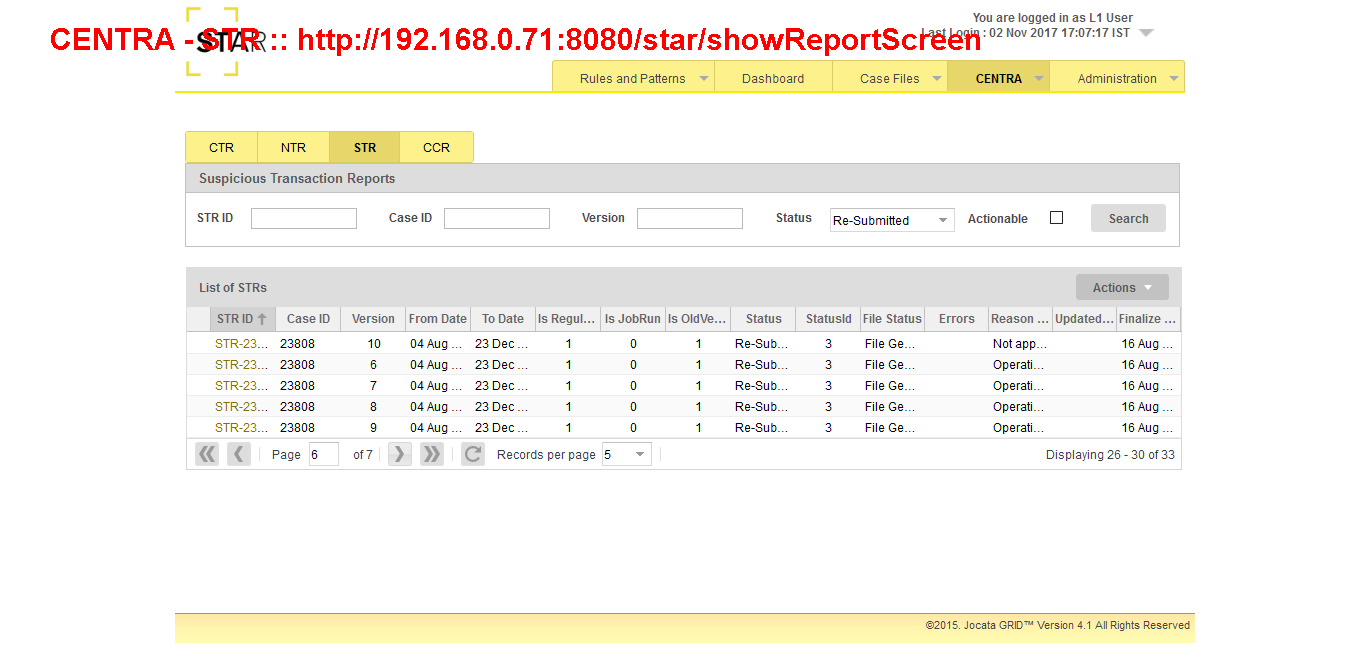 You are logged in as L1 User
CENTRA - STR :: http://192.168.0.71:8080/star/showReportScreen
STAR
Last Login : 02 Nov 2017 17:07:17 IST
Rules and Patterns Dashboard Case Files CENTRA Administration
CTR NTR STR CCR
Suspicious Transaction Reports
STR ID Case ID Version Status Re-Submitted Actionable Search
List of STRs Actions
STR ID Case ID Version From Date To Date Is Regul... Is JobRun Is OldVe... Status StatusId File Status Errors Reason ... Updated... Finalize ...
STR-23... 23808 10 04 Aug ... 23 Dec ... 1 0 1 Re-Sub... 3 File Ge... Not app... 16 Aug ...
STR-23... 23808 6 04 Aug ... 23 Dec ... 1 0 1 Re-Sub... 3 File Ge... Operati... 16 Aug ...
STR-23... 23808 7 04 Aug ... 23 Dec ... 1 0 1 Re-Sub... 3 File Ge... Operati... 16 Aug ...
STR-23... 23808 8 04 Aug ... 23 Dec ... 1 0 1 Re-Sub... 3 File Ge... Operati... 16 Aug ...
STR-23... 23808 9 04 Aug ... 23 Dec ... 1 0 1 Re-Sub... 3 File Ge... Operati... 16 Aug ...
Page 6 of 7 Records per page 5 Displaying 26 - 30 of 33
©2015. Jocata GRID™ Version 4.1 All Rights Reserved